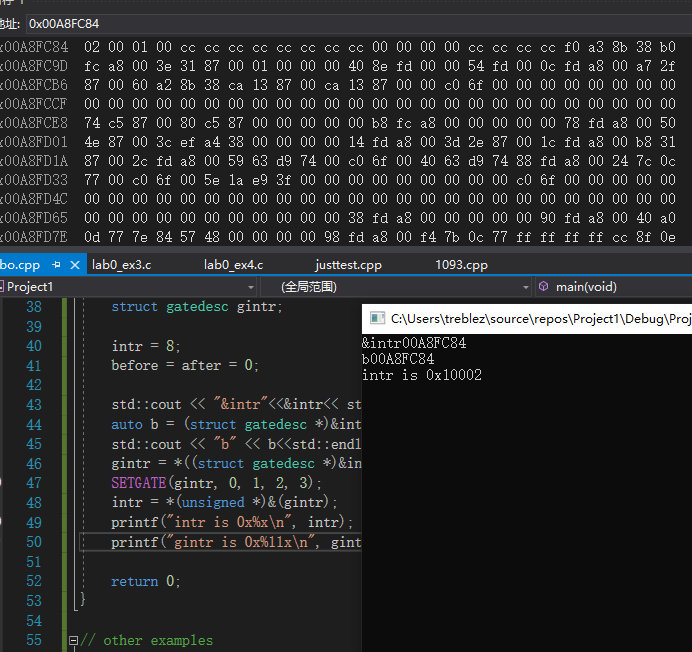 地址: 0x00A8FC84
0x00A8FC84 02 00 01 00 cc cc cc cc cc cc cc cc 00 00 00 00 cc cc cc cc f0 a3 8b 38 b0
0x00A8FC9D fc a8 00 3e 31 87 00 01 00 00 00 40 8e fd 00 00 54 fd 00 0c fd a8 00 a7 2f
0x00A8FCB6 87 00 60 a2 8b 38 ca 13 87 00 ca 13 87 00 00 c0 6f 00 00 00 00 00 00 00 00
0x00A8FCCF 00 00 00 00 00 00 00 00 00 00 00 00 00 00 00 00 00 00 00 00 00 00 00 00 00
0x00A8FCE8 74 c5 87 00 80 c5 87 00 00 00 00 00 b8 fc a8 00 00 00 00 00 78 fd a8 00 50
0x00A8FD01 4e 87 00 3c ef a4 38 00 00 00 00 14 fd a8 00 3d 2e 87 00 1c fd a8 00 b8 31
0x00A8FD1A 87 00 2c fd a8 00 59 63 d9 74 00 c0 6f 00 40 63 d9 74 88 fd a8 00 24 7c 0c
0x00A8FD33 77 00 c0 6f 00 5e 1a e9 3f 00 00 00 00 00 00 00 00 00 c0 6f 00 00 00 00 00
0x00A8FD4C 00 00 00 00 00 00 00 00 00 00 00 00 00 00 00 00 00 00 00 00 00 00 00 00 00
0x00A8FD65 00 00 00 00 00 00 00 00 00 00 00 38 fd a8 00 00 00 00 00 90 fd a8 00 40 a0
0x00A8FD7E 0d 77 7e 84 57 48 00 00 00 00 98 fd a8 00 f4 7b 0c 77 ff ff ff ff cc 8f 0e
bo.cpp lab0_ex3.c lab0_ex4.c justtest.cpp 1093.cpp
Project1 (全局范围) main(void)
38 struct gatedesc gintr;
39
40 intr = 8;
41 before = after = 0;
42
43 std::cout << "&intr"<<&intr<< st
44 auto b = (struct gatedesc *)&int
45 std::cout << "b" << b<<std::endl
46 gintr = *((struct gatedesc *)&in
47 SETGATE(gintr, 0, 1, 2, 3);
48 intr = *(unsigned *)&(gintr);
49 printf("intr is 0x%x\n", intr);
50 printf("gintr is 0x%llx\n", gint
51
52 return 0;
53 }
54
55 // other examples
C:\Users\treblez\source\repos\Project1\Debug\Proj
&intr00A8FC84
b00A8FC84
intr is 0x10002